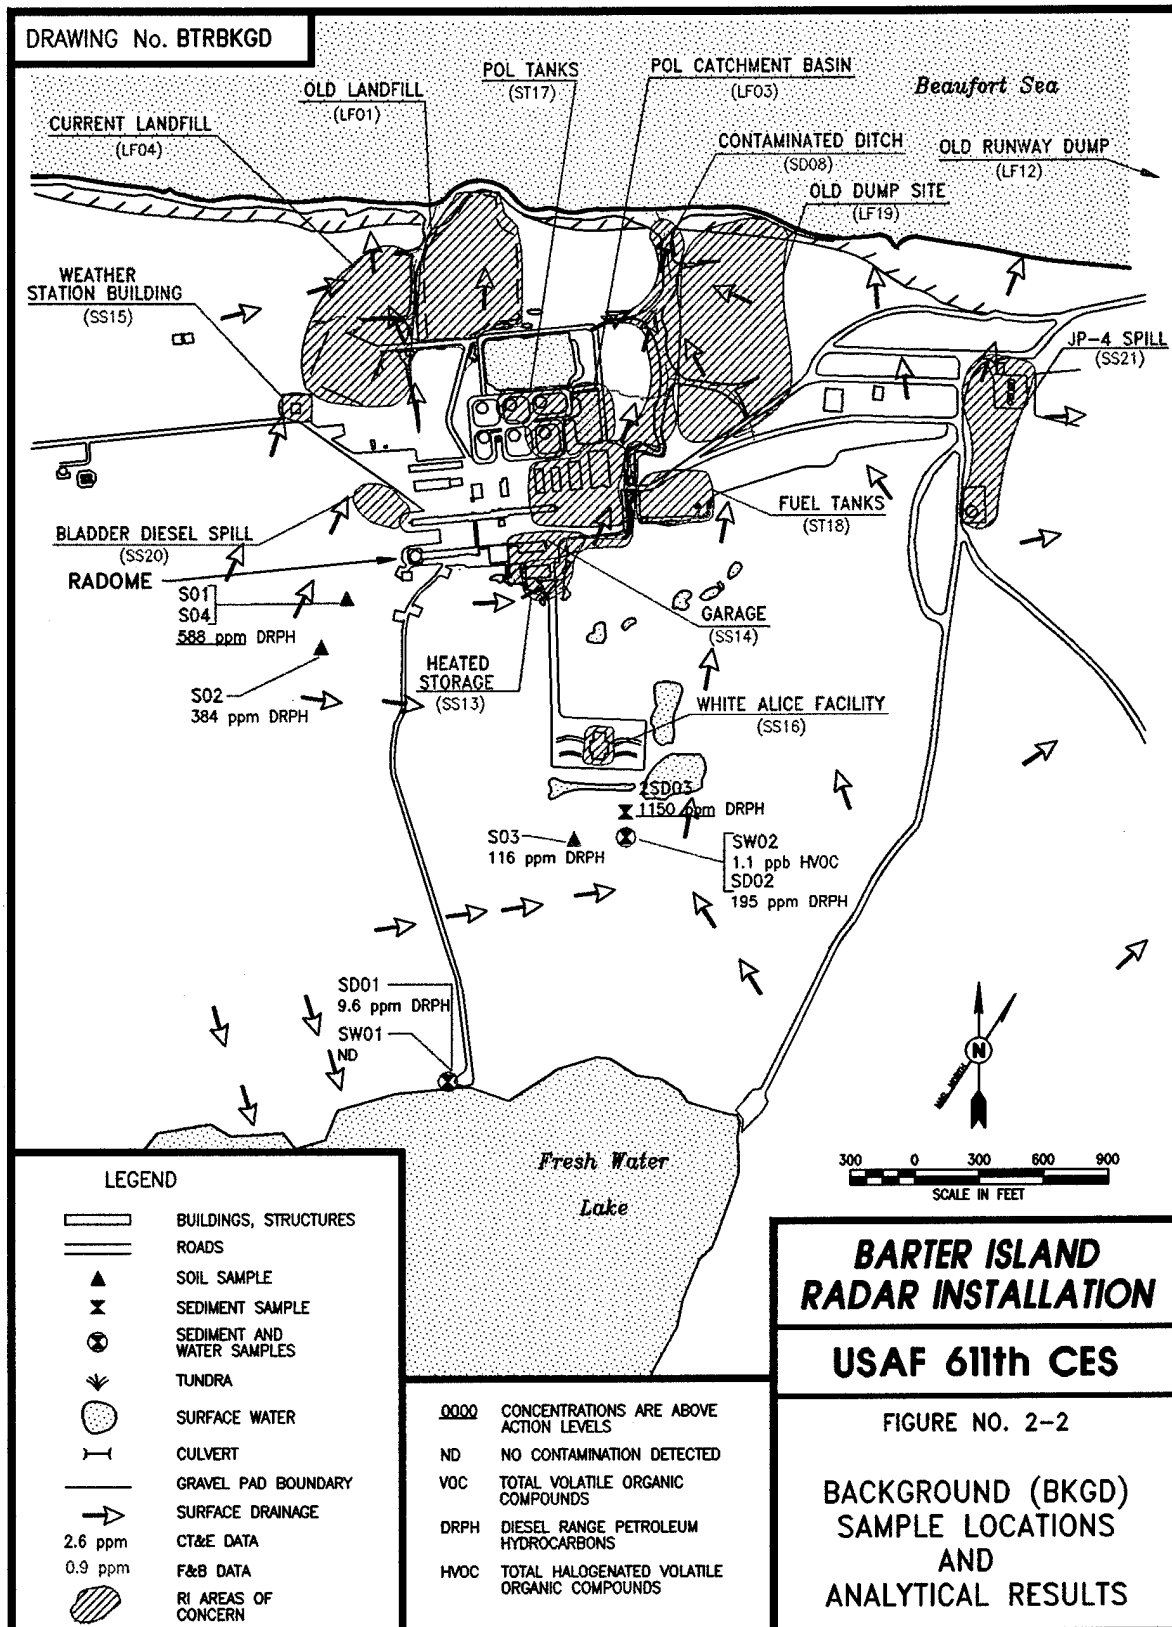 DRAWING No. BTRBKGD
Beaufort Sea
POL TANKS
(ST17)
POL CATCHMENT BASIN
(LF03)
OLD LANDFILL
(LF01)
CURRENT LANDFILL
(LF04)
CONTAMINATED DITCH
(SD08)
OLD RUNWAY DUMP
(LF12)
OLD DUMP SITE
(LF19)
WEATHER
STATION BUILDING
(SS15)
JP-4 SPILL
(SS21)
BLADDER DIESEL SPILL
(SS20)
FUEL TANKS
(ST18)
RADOME
S01
S04
588 ppm DRPH
GARAGE
(SS14)
S02
384 ppm DRPH
HEATED
STORAGE
(SS13)
WHITE ALICE FACILITY
(SS16)
2SD03
1150 ppm DRPH
S03
116 ppm DRPH
SW02
1.1 ppb HVOC
SD02
195 ppm DRPH
SD01
9.6 ppm DRPH
SW01
ND
N
MAG NORTH
300 0 300 600 900
SCALE IN FEET
Fresh Water
Lake
LEGEND
BUILDINGS, STRUCTURES
ROADS
SOIL SAMPLE
SEDIMENT SAMPLE
SEDIMENT AND
WATER SAMPLES
TUNDRA
SURFACE WATER
CULVERT
GRAVEL PAD BOUNDARY
SURFACE DRAINAGE
2.6 ppm CT&E DATA
0.9 ppm F&B DATA
RI AREAS OF
CONCERN
0000 CONCENTRATIONS ARE ABOVE
ACTION LEVELS
ND NO CONTAMINATION DETECTED
VOC TOTAL VOLATILE ORGANIC
COMPOUNDS
DRPH DIESEL RANGE PETROLEUM
HYDROCARBONS
HVOC TOTAL HALOGENATED VOLATILE
ORGANIC COMPOUNDS
BARTER ISLAND
RADAR INSTALLATION
USAF 611th CES
FIGURE NO. 2-2
BACKGROUND (BKGD)
SAMPLE LOCATIONS
AND
ANALYTICAL RESULTS